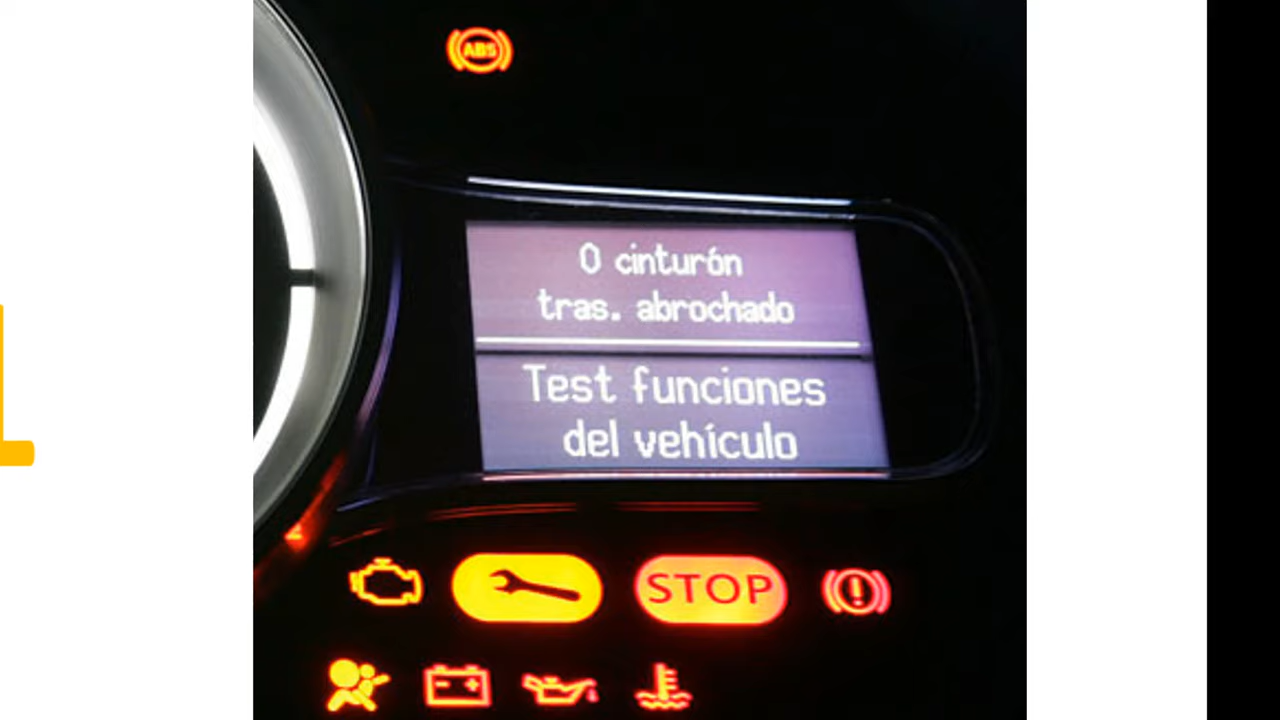 ABS
0 cinturón
tras. abrochado
Test funciones
del vehículo
STOP